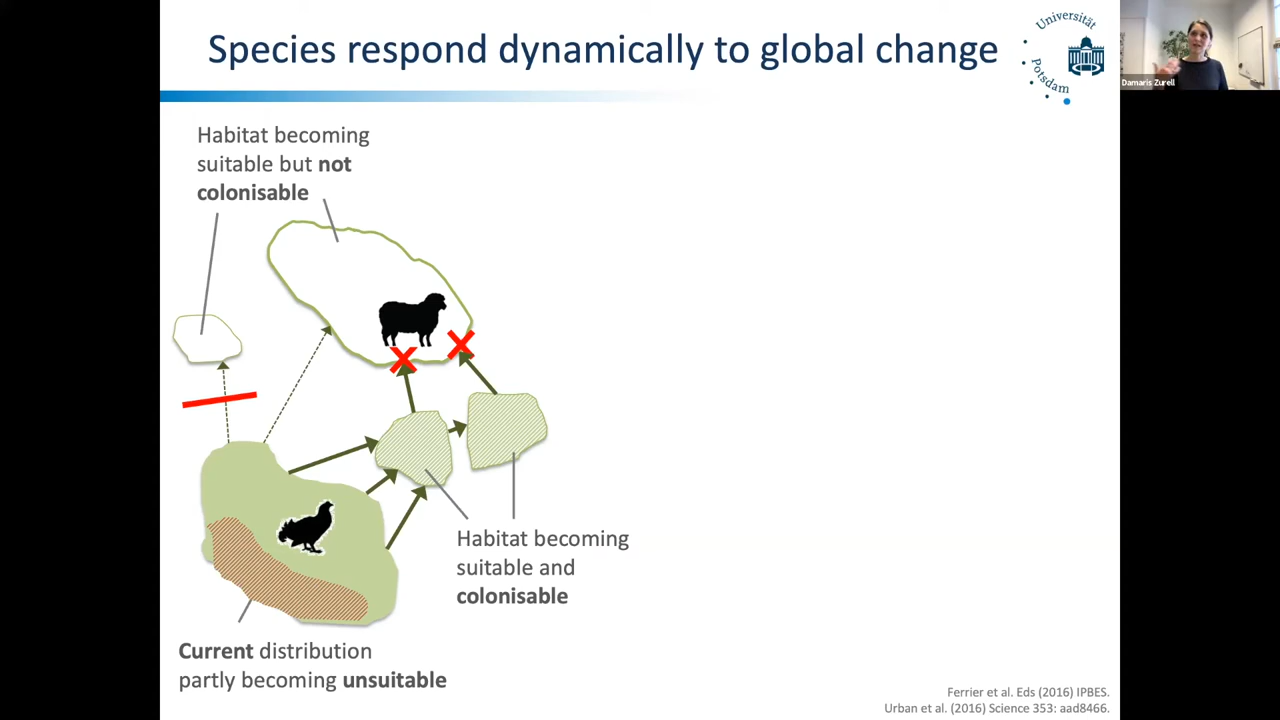 Species respond dynamically to global change
Universität
Potsdam
Damaris Zurell
Habitat becoming
suitable but not
colonisable
Habitat becoming
suitable and
colonisable
Current distribution
partly becoming unsuitable
Ferrier et al. Eds (2016) IPBES.
Urban et al. (2016) Science 353: aad8466.